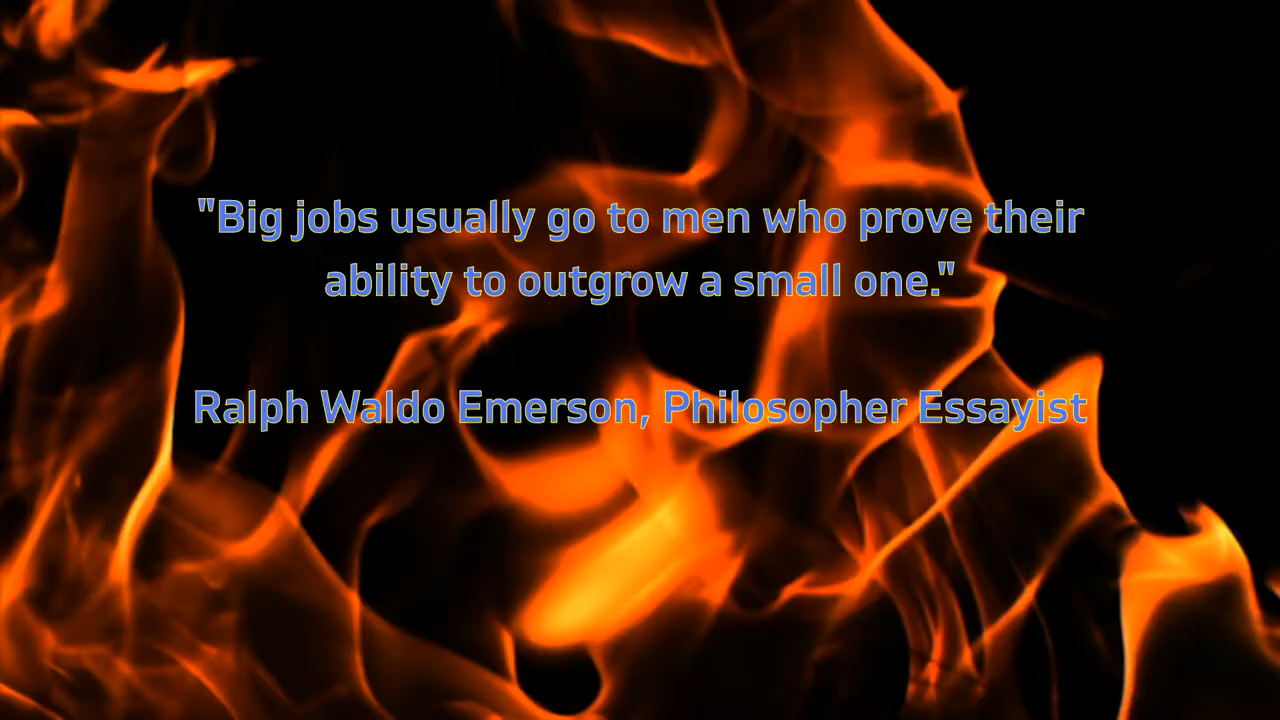 "Big jobs usually go to men who prove their
ability to outgrow a small one."
Ralph Waldo Emerson, Philosopher Essayist